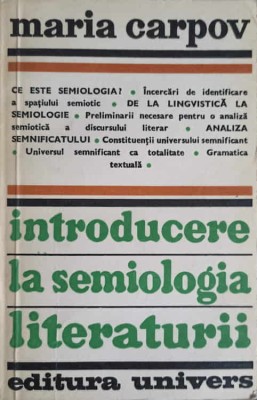 maria carpov
CE ESTE SEMIOLOGIA? • Încercări de identificare
a spațiului semiotic • DE LA LINGVISTICĂ LA
SEMIOLOGIE • Preliminarii necesare pentru o analiză
semiotică a discursului literar • ANALIZA
SEMNIFICATULUI • Constituenții universului semnificant
• Universul semnificant ca totalitate • Gramatica
textuală •
introducere
la semiologia
literaturii
editura univers